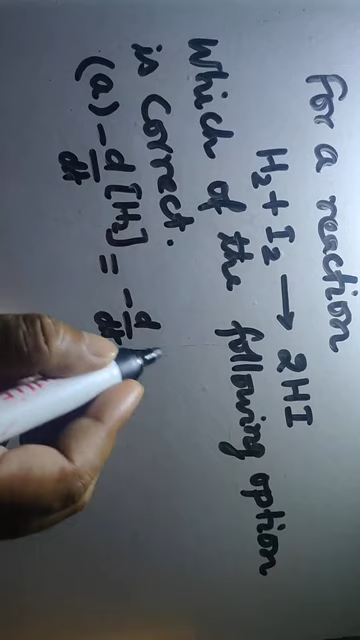 For a reaction
H₂ + I₂ → 2HI
Which of the following option
is correct.
(a) -d/dt [H₂] = -d/dt